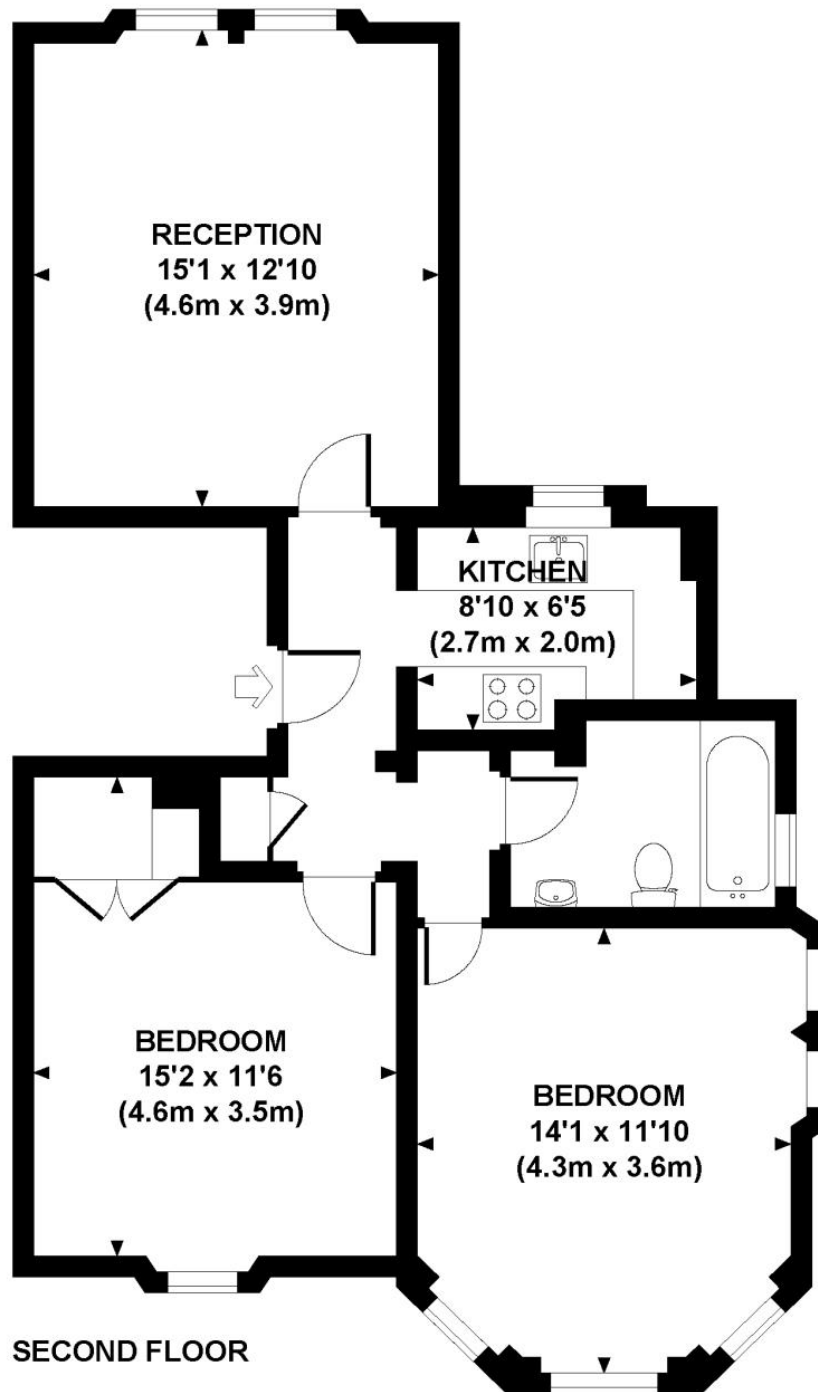 RECEPTION
15'1 x 12'10
(4.6m x 3.9m)
KITCHEN
8'10 x 6'5
(2.7m x 2.0m)
BEDROOM
15'2 x 11'6
(4.6m x 3.5m)
BEDROOM
14'1 x 11'10
(4.3m x 3.6m)
SECOND FLOOR